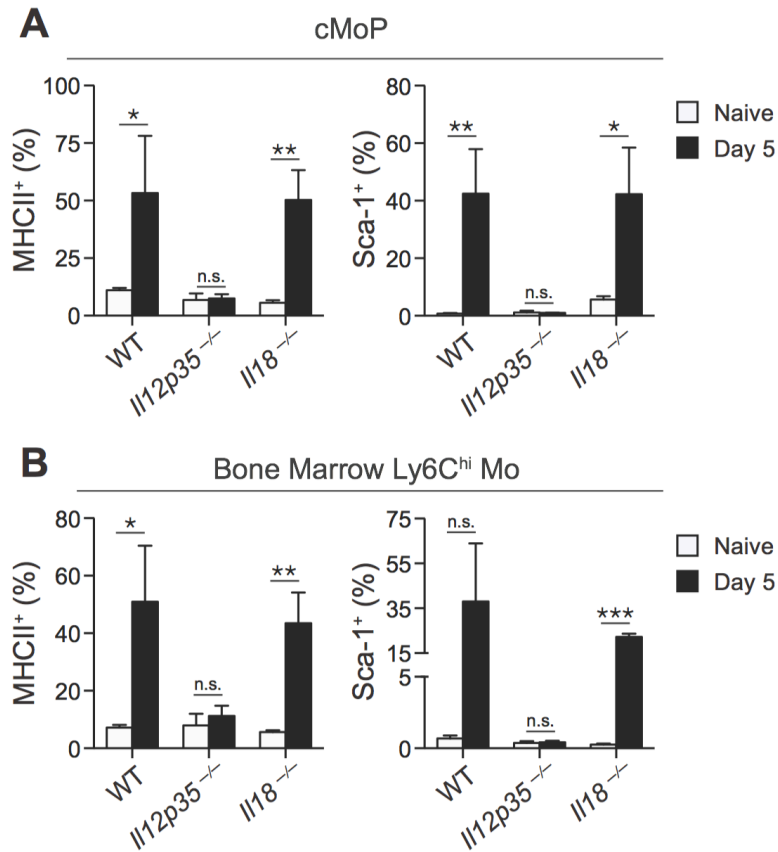 A
cMoP
100
75
50
25
0
MHCII⁺ (%)
*
n.s.
**
WT
Il12p35 –/–
Il18 –/–
80
60
40
20
0
Sca-1⁺ (%)
**
n.s.
*
WT
Il12p35 –/–
Il18 –/–
Naive
Day 5
B
Bone Marrow Ly6Cʰⁱ Mo
80
60
40
20
0
MHCII⁺ (%)
*
n.s.
**
WT
Il12p35 –/–
Il18 –/–
75
55
35
15
5
0
Sca-1⁺ (%)
n.s.
n.s.
***
WT
Il12p35 –/–
Il18 –/–
Naive
Day 5